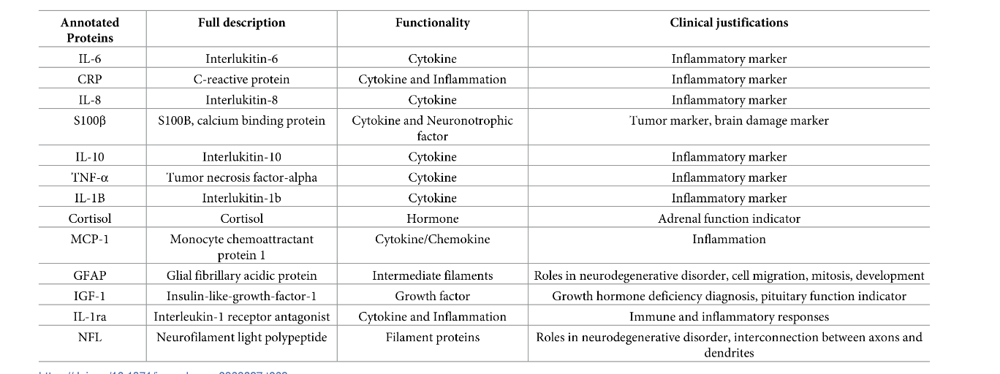 Annotated Proteins Full description Functionality Clinical justifications
IL-6 Interlukitin-6 Cytokine Inflammatory marker
CRP C-reactive protein Cytokine and Inflammation Inflammatory marker
IL-8 Interlukitin-8 Cytokine Inflammatory marker
S100β S100B, calcium binding protein Cytokine and Neuronotrophic factor Tumor marker, brain damage marker
IL-10 Interlukitin-10 Cytokine Inflammatory marker
TNF-α Tumor necrosis factor-alpha Cytokine Inflammatory marker
IL-1B Interlukitin-1b Cytokine Inflammatory marker
Cortisol Cortisol Hormone Adrenal function indicator
MCP-1 Monocyte chemoattractant protein 1 Cytokine/Chemokine Inflammation
GFAP Glial fibrillary acidic protein Intermediate filaments Roles in neurodegenerative disorder, cell migration, mitosis, development
IGF-1 Insulin-like-growth-factor-1 Growth factor Growth hormone deficiency diagnosis, pituitary function indicator
IL-1ra Interleukin-1 receptor antagonist Cytokine and Inflammation Immune and inflammatory responses
NFL Neurofilament light polypeptide Filament proteins Roles in neurodegenerative disorder, interconnection between axons and dendrites